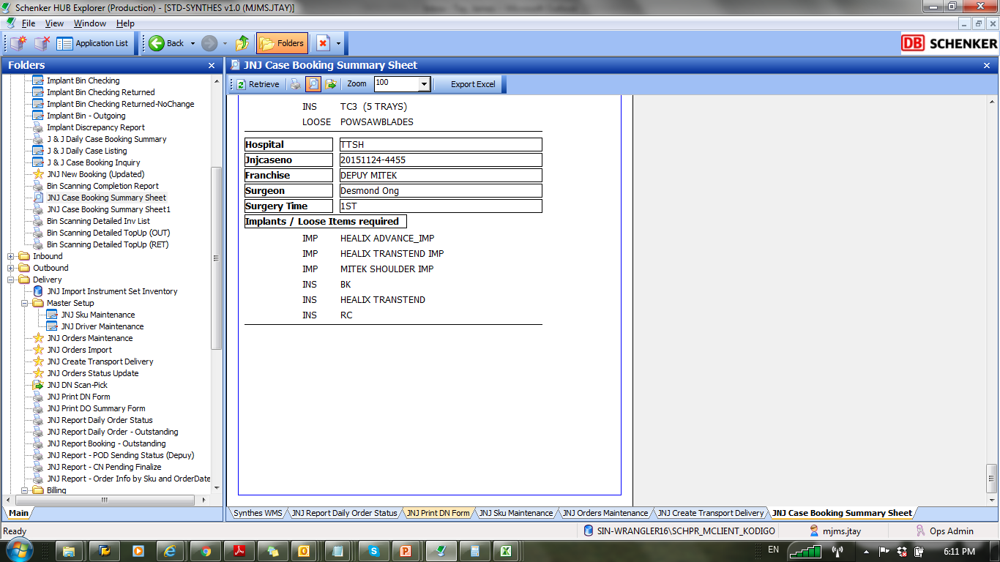 Schenker HUB Explorer (Production) - [STD-SYNTHES v1.0 (MJMS.JTAY)]
File View Window Help
Application List Back Folders
DB SCHENKER
Folders
Implant Bin Checking
Implant Bin Checking Returned
Implant Bin Checking Returned-NoChange
Implant Bin - Outgoing
Implant Discrepancy Report
J & J Daily Case Booking Summary
J & J Daily Case Listing
J & J Case Booking Inquiry
JNJ New Booking (Updated)
Bin Scanning Completion Report
JNJ Case Booking Summary Sheet
JNJ Case Booking Summary Sheet1
Bin Scanning Detailed Inv List
Bin Scanning Detailed TopUp (OUT)
Bin Scanning Detailed TopUp (RET)
Inbound
Outbound
Delivery
JNJ Import Instrument Set Inventory
Master Setup
JNJ Sku Maintenance
JNJ Driver Maintenance
JNJ Orders Maintenance
JNJ Orders Import
JNJ Create Transport Delivery
JNJ Orders Status Update
JNJ DN Scan-Pick
JNJ Print DN Form
JNJ Print DO Summary Form
JNJ Report Daily Order Status
JNJ Report Daily Order - Outstanding
JNJ Report Booking - Outstanding
JNJ Report - POD Sending Status (Depuy)
JNJ Report - CN Pending Finalize
JNJ Report - Order Info by Sku and OrderDate
Billing
Main
JNJ Case Booking Summary Sheet
Retrieve Zoom 100 Export Excel
INS TC3 (5 TRAYS)
LOOSE POWSAWBLADES
Hospital TTSH
Jnjcaseno 20151124-4455
Franchise DEPUY MITEK
Surgeon Desmond Ong
Surgery Time 1ST
Implants / Loose Items required
IMP HEALIX ADVANCE_IMP
IMP HEALIX TRANSTEND IMP
IMP MITEK SHOULDER IMP
INS BK
INS HEALIX TRANSTEND
INS RC
Synthes WMS JNJ Report Daily Order Status JNJ Print DN Form JNJ Sku Maintenance JNJ Orders Maintenance JNJ Create Transport Delivery JNJ Case Booking Summary Sheet
Ready SIN-WRANGLER16\SCHPR_MCLIENT_KODIGO mjms.jtay Ops Admin
EN 6:11 PM